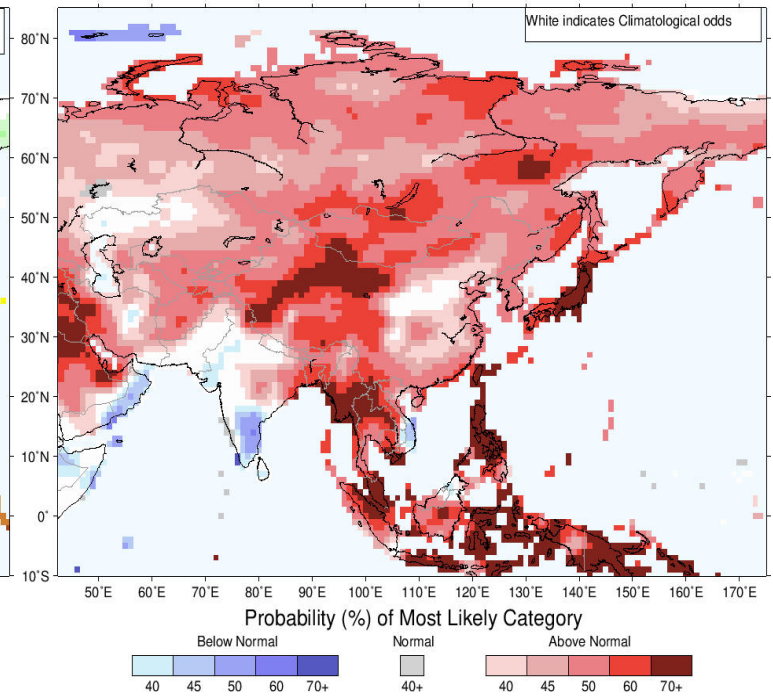 White indicates Climatological odds
80˚N
70˚N
60˚N
50˚N
40˚N
30˚N
20˚N
10˚N
0˚
10˚S
50˚E 60˚E 70˚E 80˚E 90˚E 100˚E 110˚E 120˚E 130˚E 140˚E 150˚E 160˚E 170˚E
Probability (%) of Most Likely Category
Below Normal Normal Above Normal
40 45 50 60 70+ 40+ 40 45 50 60 70+